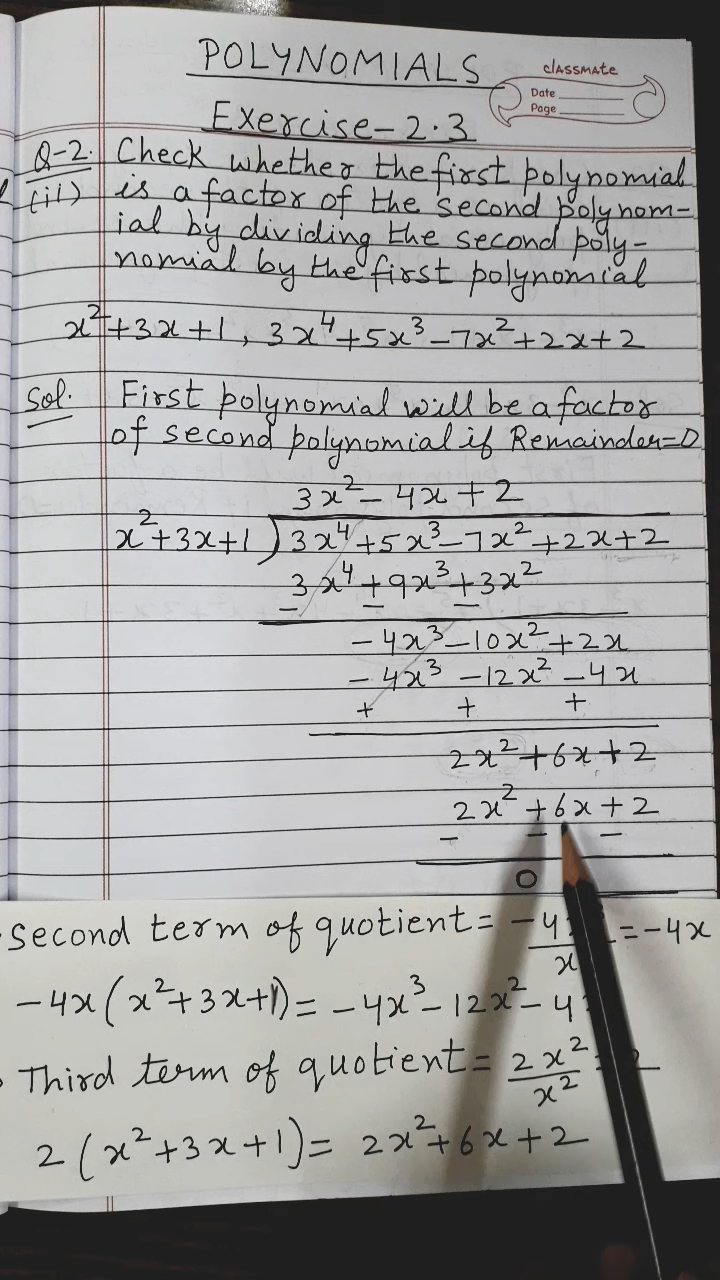 POLYNOMIALS
classmate
Date
Page
Exercise-2.3
Q-2. Check whether the first polynomial
(ii) is a factor of the second polynom-
ial by dividing the second poly-
nomial by the first polynomial
x²+3x+1, 3x⁴+5x³-7x²+2x+2
Sol. First polynomial will be a factor
of second polynomial if Remainder=0
3x²-4x+2
x²+3x+1)3x⁴+5x³-7x²+2x+2
3x⁴+9x³+3x²
- - -
-4x³-10x²+2x
-4x³-12x²-4x
+ + +
2x²+6x+2
2x²+6x+2
- - -
0
Second term of quotient= = -4x
-4x(x²+3x+1)= -4x³-12x²-4
Third term of quotient= 2x²/x² = 2
2(x²+3x+1)= 2x²+6x+2